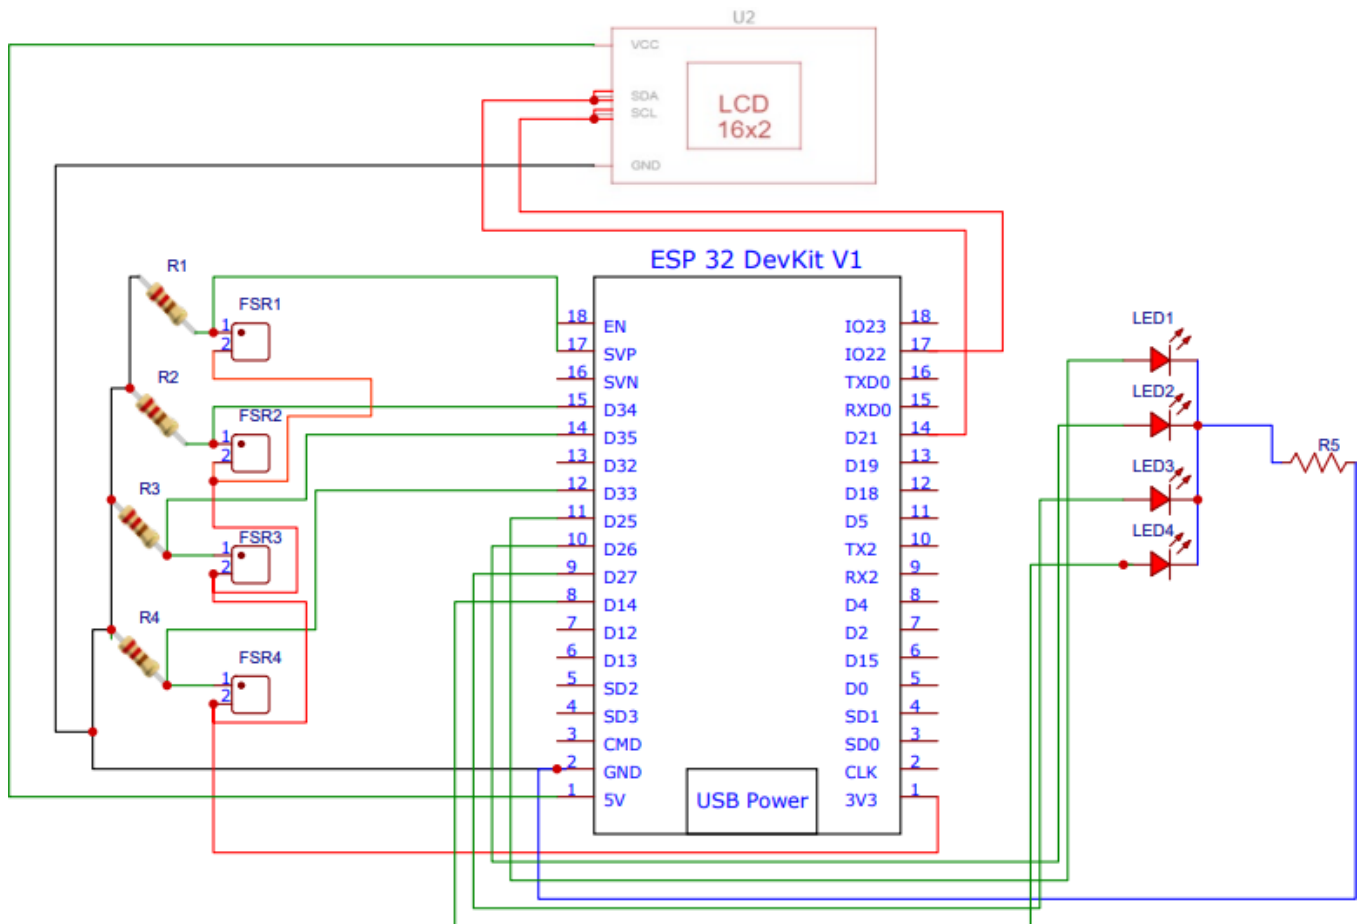 U2
VCC
SDA
SCL
GND
LCD
16x2
ESP 32 DevKit V1
R1
FSR1
1
2
R2
FSR2
1
2
R3
FSR3
1
2
R4
FSR4
1
2
18 EN
17 SVP
16 SVN
15 D34
14 D35
13 D32
12 D33
11 D25
10 D26
9 D27
8 D14
7 D12
6 D13
5 SD2
4 SD3
3 CMD
2 GND
1 5V
IO23 18
IO22 17
TXD0 16
RXD0 15
D21 14
D19 13
D18 12
D5 11
TX2 10
RX2 9
D4 8
D2 7
D15 6
D0 5
SD1 4
SD0 3
CLK 2
3V3 1
USB Power
LED1
LED2
LED3
LED4
R5